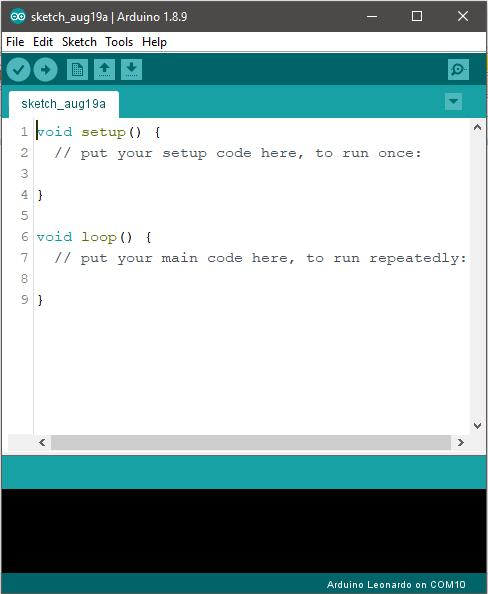 sketch_aug19a | Arduino 1.8.9
File Edit Sketch Tools Help
sketch_aug19a
1 void setup() {
2 // put your setup code here, to run once:
3
4 }
5
6 void loop() {
7 // put your main code here, to run repeatedly:
8
9 }
Arduino Leonardo on COM10